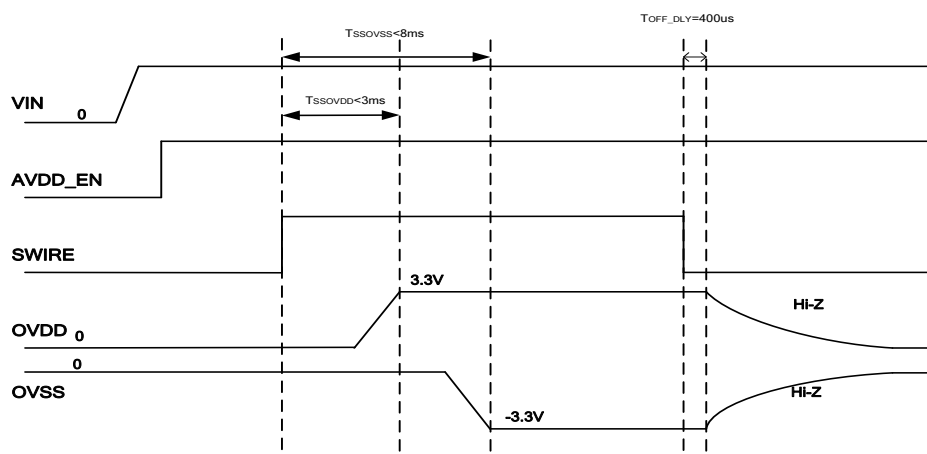 TOFF_DLY=400us
TSSOVSS<8ms
TSSOVDD<3ms
VIN 0
AVDD_EN
SWIRE
3.3V
Hi-Z
OVDD 0
0
OVSS
Hi-Z
-3.3V